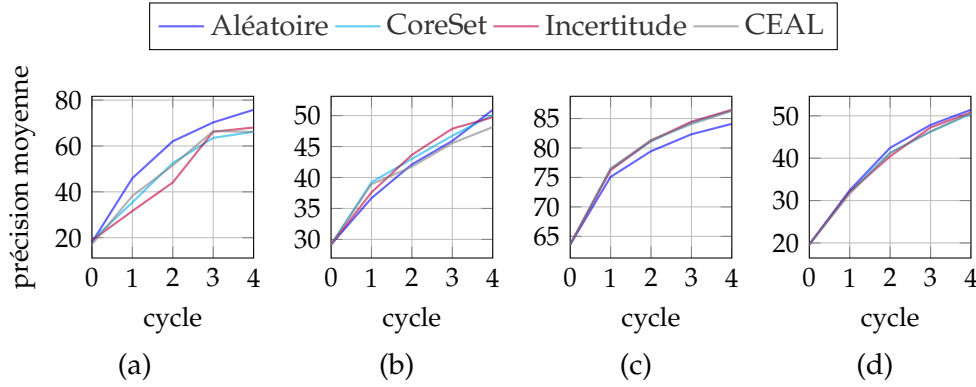 Aléatoire CoreSet Incertitude CEAL
précision moyenne
80
60
40
20
0 1 2 3 4
cycle
(a)
50
45
40
35
30
0 1 2 3 4
cycle
(b)
85
80
75
70
65
0 1 2 3 4
cycle
(c)
50
40
30
20
0 1 2 3 4
cycle
(d)